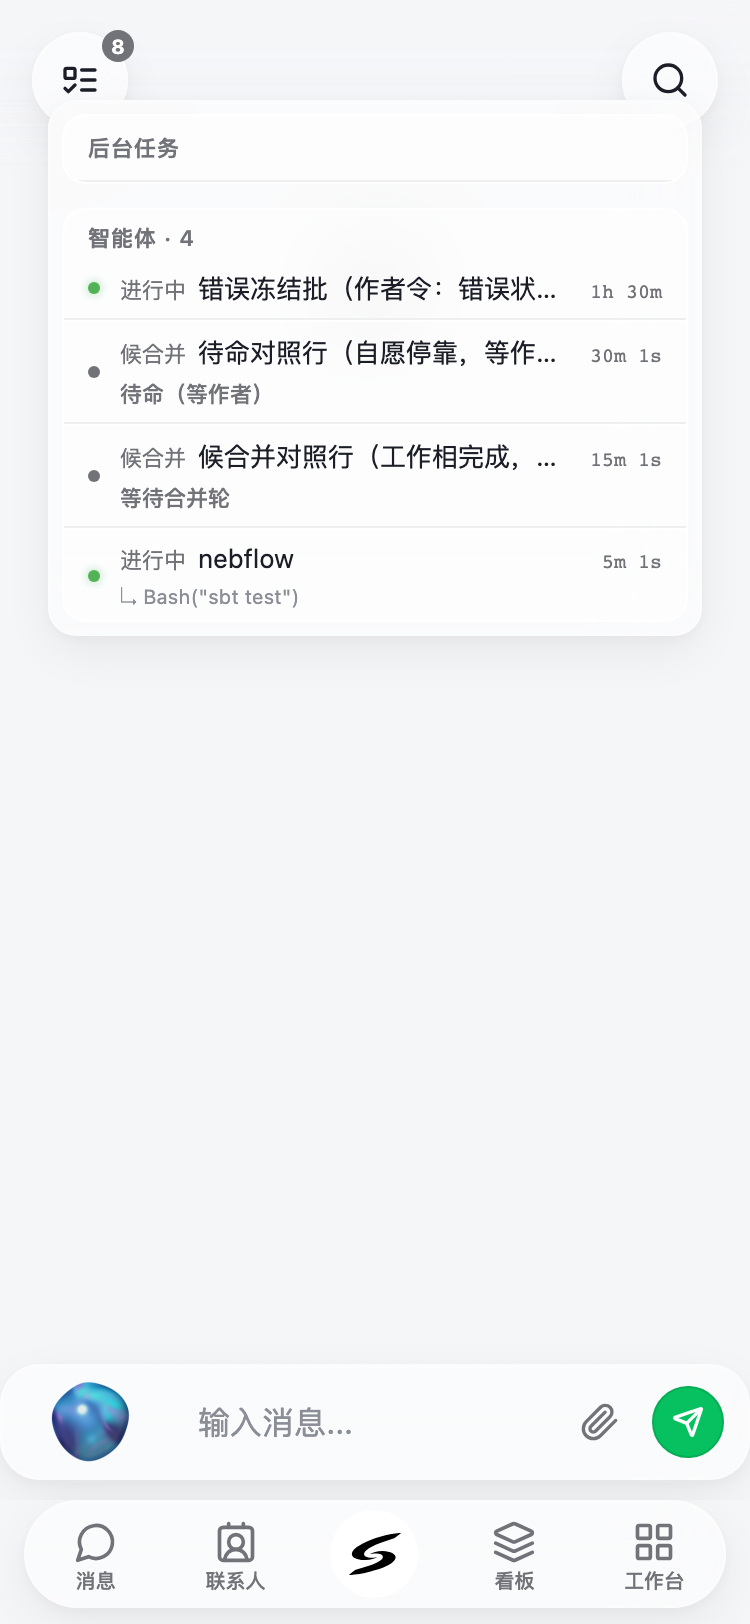 8
后台任务
智能体 · 4
进行中 错误冻结批（作者令：错误状... 1h 30m
候合并 待命对照行（自愿停靠，等作... 30m 1s
待命（等作者）
候合并 候合并对照行（工作相完成，... 15m 1s
等待合并轮
进行中 nebflow 5m 1s
Bash("sbt test")
输入消息...
消息 联系人 看板 工作台